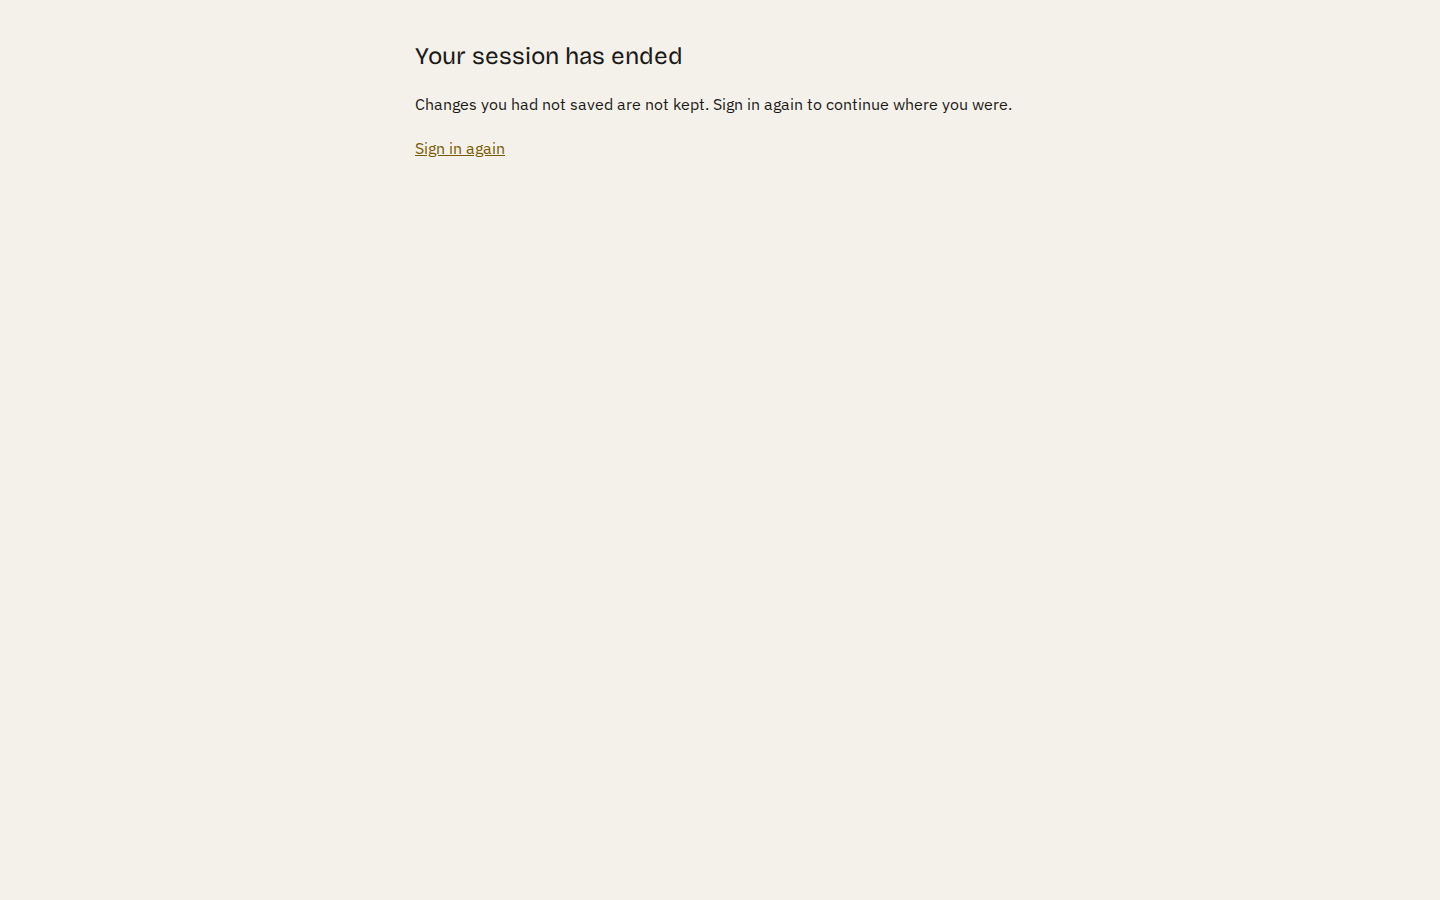 Your session has ended
Changes you had not saved are not kept. Sign in again to continue where you were.
Sign in again